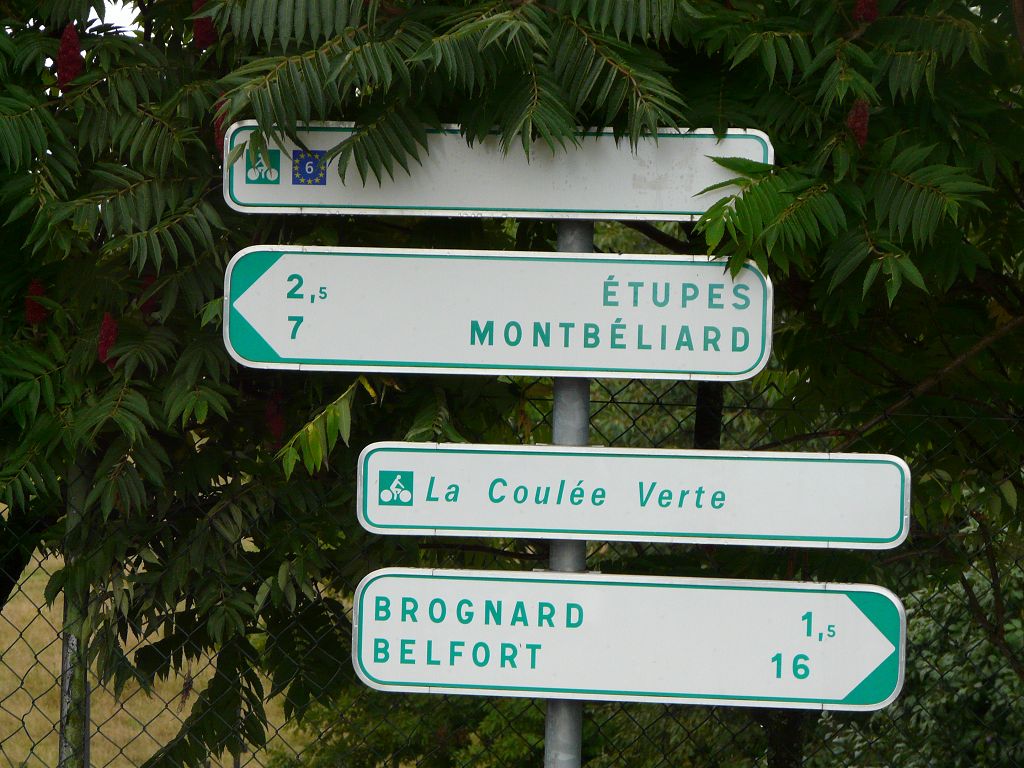 6
2,5 ÉTUPES
7 MONTBÉLIARD
La Coulée Verte
BROGNARD 1,5
BELFORT 16